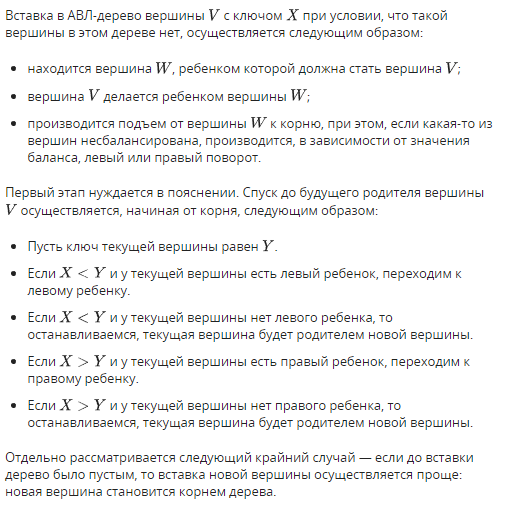 Вставка в АВЛ-дерево вершины V с ключом X при условии, что такой
вершины в этом дереве нет, осуществляется следующим образом:
• находится вершина W, ребенком которой должна стать вершина V;
• вершина V делается ребенком вершины W;
• производится подъем от вершины W к корню, при этом, если какая-то из
вершин несбалансирована, производится, в зависимости от значения
баланса, левый или правый поворот.
Первый этап нуждается в пояснении. Спуск до будущего родителя вершины
V осуществляется, начиная от корня, следующим образом:
• Пусть ключ текущей вершины равен Y.
• Если X < Y и у текущей вершины есть левый ребенок, переходим к
левому ребенку.
• Если X < Y и у текущей вершины нет левого ребенка, то
останавливаемся, текущая вершина будет родителем новой вершины.
• Если X > Y и у текущей вершины есть правый ребенок, переходим к
правому ребенку.
• Если X > Y и у текущей вершины нет правого ребенка, то
останавливаемся, текущая вершина будет родителем новой вершины.
Отдельно рассматривается следующий крайний случай — если до вставки
дерево было пустым, то вставка новой вершины осуществляется проще:
новая вершина становится корнем дерева.